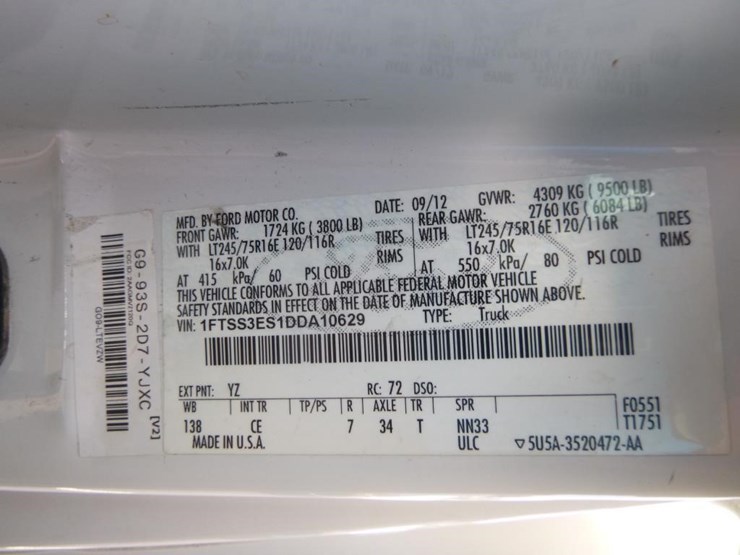 MFD. BY FORD MOTOR CO. DATE: 09/12 GVWR: 4309 KG ( 9500 LB)
FRONT GAWR: 1724 KG ( 3800 LB) REAR GAWR: 2760 KG ( 6084 LB)
WITH LT245/75R16E 120/116R TIRES WITH LT245/75R16E 120/116R TIRES
16x7.0K RIMS 16x7.0K RIMS
AT 415 kPa/ 60 PSI COLD AT 550 kPa/ 80 PSI COLD
THIS VEHICLE CONFORMS TO ALL APPLICABLE FEDERAL MOTOR VEHICLE
SAFETY STANDARDS IN EFFECT ON THE DATE OF MANUFACTURE SHOWN ABOVE.
VIN: 1FTSS3ES1DDA10629 TYPE: Truck
EXT PNT: YZ RC: 72 DSO:
WB INT TR TP/PS R AXLE TR SPR F0551
138 CE 7 34 T NN33 T1751
MADE IN U.S.A. ULC ▽5U5A-3520472-AA
G9-93S-2D7-YJXC [V2]